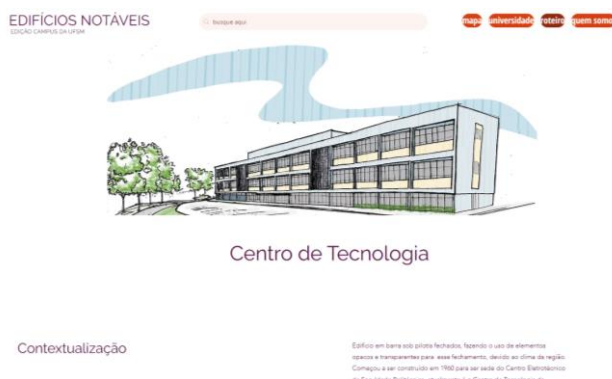 EDIFÍCIOS NOTÁVEIS
EDIÇÃO CAMPUS DA UFSM
busque aqui
mapa universidade roteiro quem somo
Centro de Tecnologia
Contextualização
Edifício em barra sob pilotis fechados, fazendo o uso de elementos
opacos e transparentes para esse fechamento, devido ao clima da região.
Começou a ser construído em 1960 para ser sede do Centro Eletrotécnico